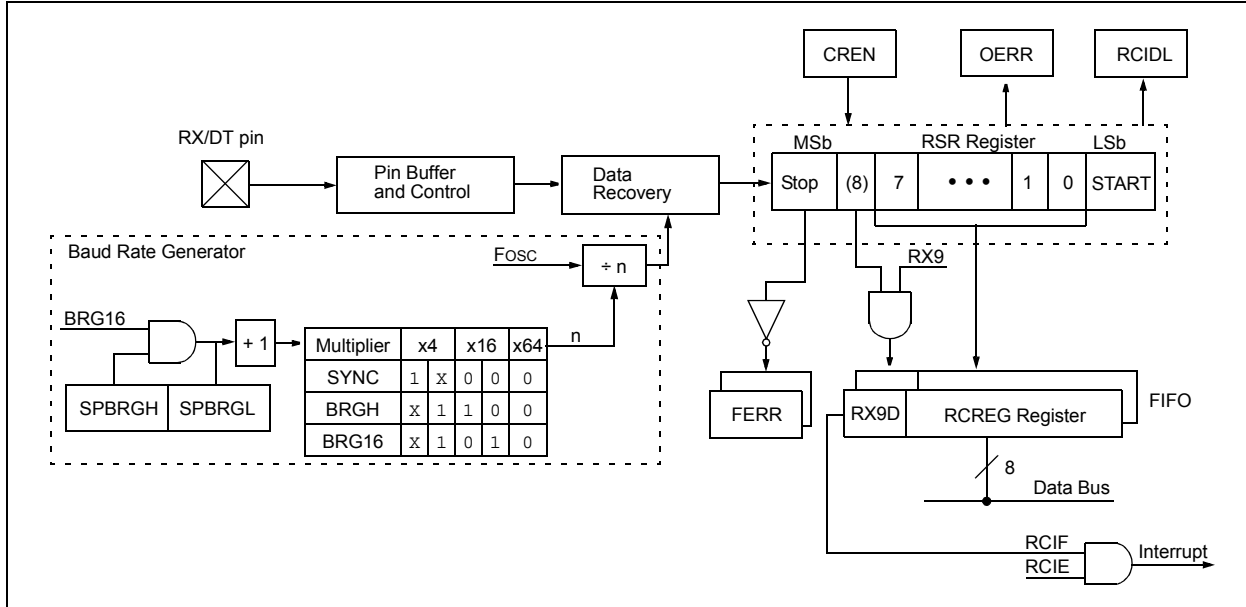 CREN
OERR
RCIDL
RX/DT pin
MSb
RSR Register
LSb
Pin Buffer
and Control
Data
Recovery
Stop (8) 7 • • • 1 0 START
Baud Rate Generator
FOSC
÷ n
RX9
BRG16
+ 1
n
Multiplier x4 x16 x64
SYNC 1 X 0 0 0
BRGH X 1 1 0 0
BRG16 X 1 0 1 0
SPBRGH SPBRGL
FERR
RX9D
RCREG Register
FIFO
8
Data Bus
RCIF
RCIE
Interrupt